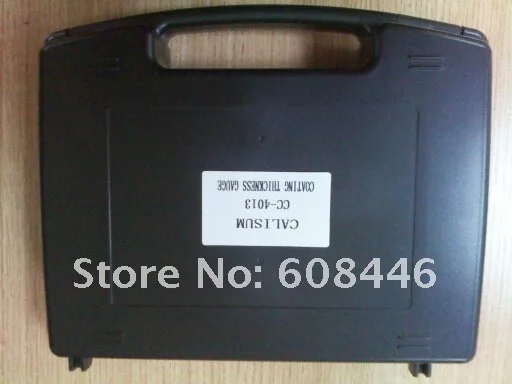 CALISUM
CC-4013
COATING THICKNESS GAUGE
Store No: 608446